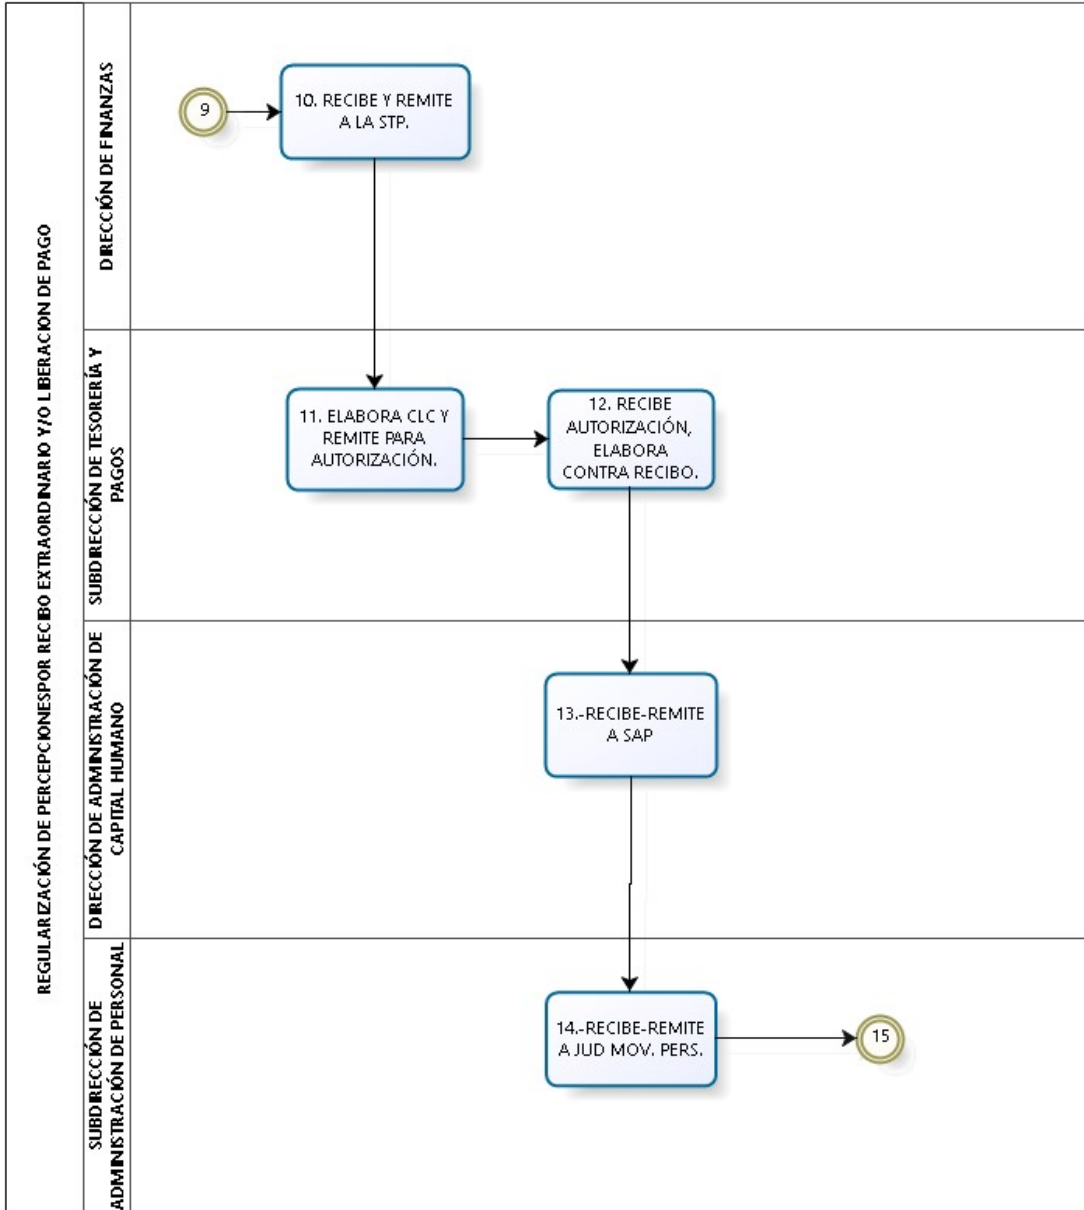 REGULARIZACIÓN DE PERCEPCIONESPOR RECIBO EXTRAORDINARIO Y/O LIBERACION DE PAGO
DIRECCIÓN DE FINANZAS
9
10. RECIBE Y REMITE
A LA STP.
SUBDIRECCIÓN DE TESORERÍA Y
PAGOS
11. ELABORA CLC Y
REMITE PARA
AUTORIZACIÓN.
12. RECIBE
AUTORIZACIÓN,
ELABORA
CONTRA RECIBO.
DIRECCIÓN DE ADMINISTRACIÓN DE
CAPITAL HUMANO
13.-RECIBE-REMITE
A SAP
SUBDIRECCIÓN DE
ADMINISTRACIÓN DE PERSONAL
14.-RECIBE-REMITE
A JUD MOV. PERS.
15